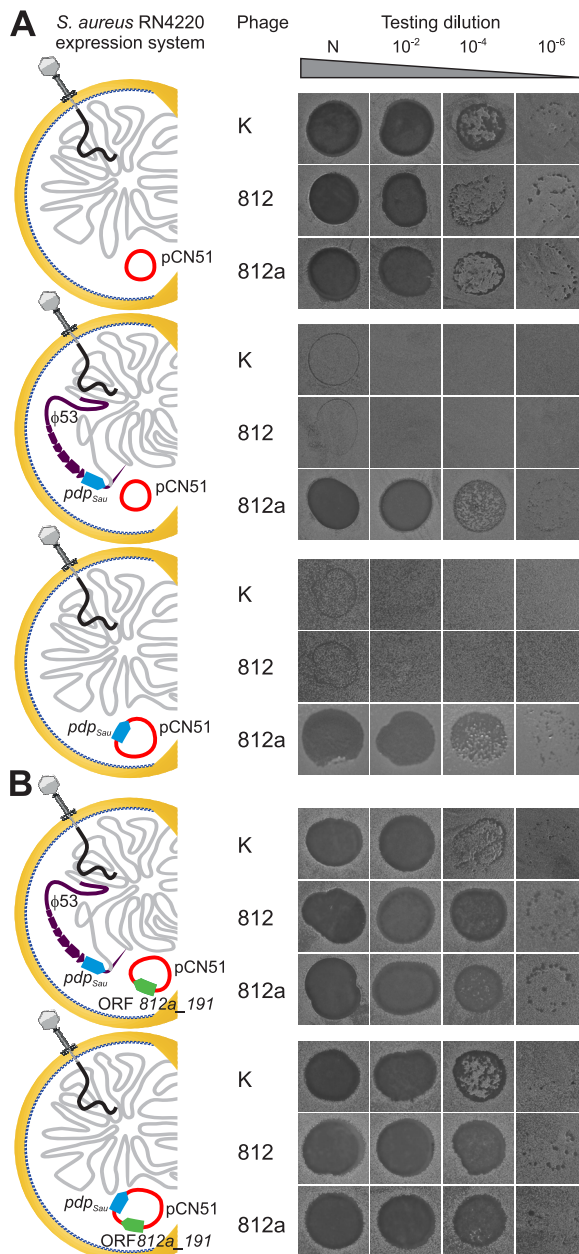 A
S. aureus RN4220
expression system
Phage
Testing dilution
N 10-2 10-4 10-6
K
812
812a
pCN51
K
812
812a
ϕ53
pdpSau
pCN51
K
812
812a
pdpSau
pCN51
B
K
812
812a
ϕ53
pdpSau
pCN51
ORF 812a_191
K
812
812a
pdpSau
pCN51
ORF812a_191